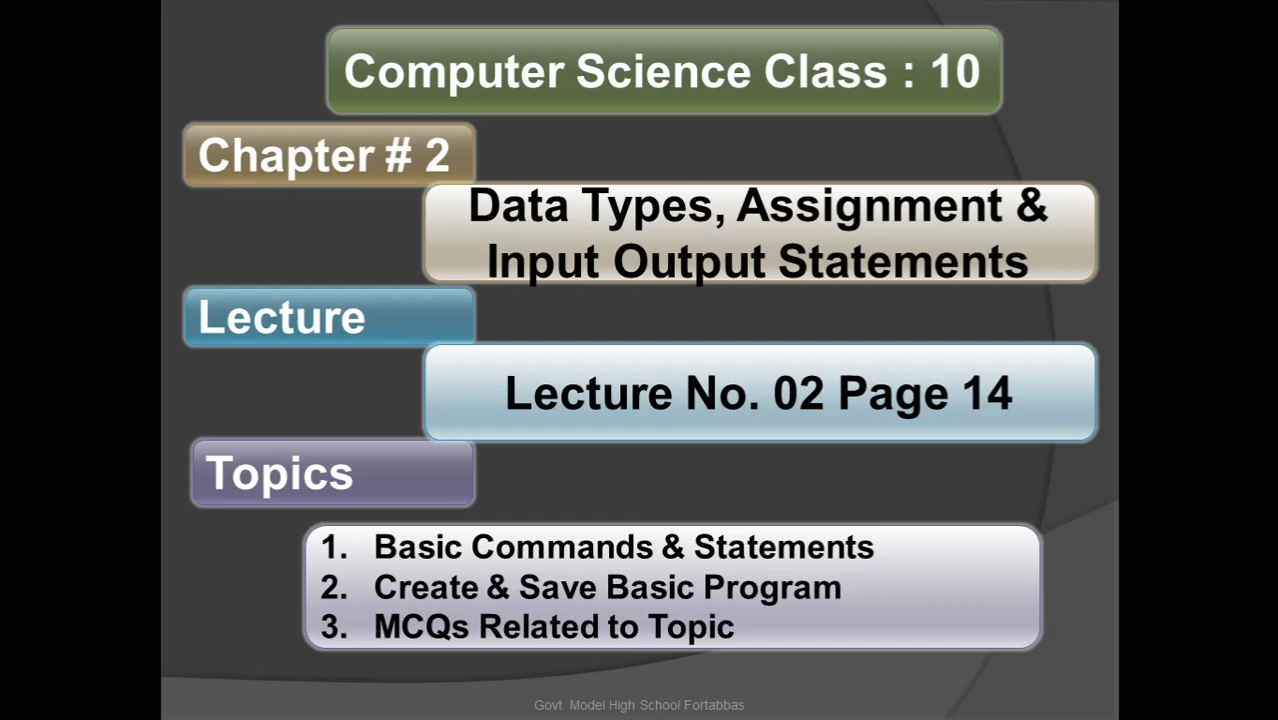 Computer Science Class : 10
Chapter # 2
Data Types, Assignment &
Input Output Statements
Lecture
Lecture No. 02 Page 14
Topics
1. Basic Commands & Statements
2. Create & Save Basic Program
3. MCQs Related to Topic
Govt. Model High School Fortabbas